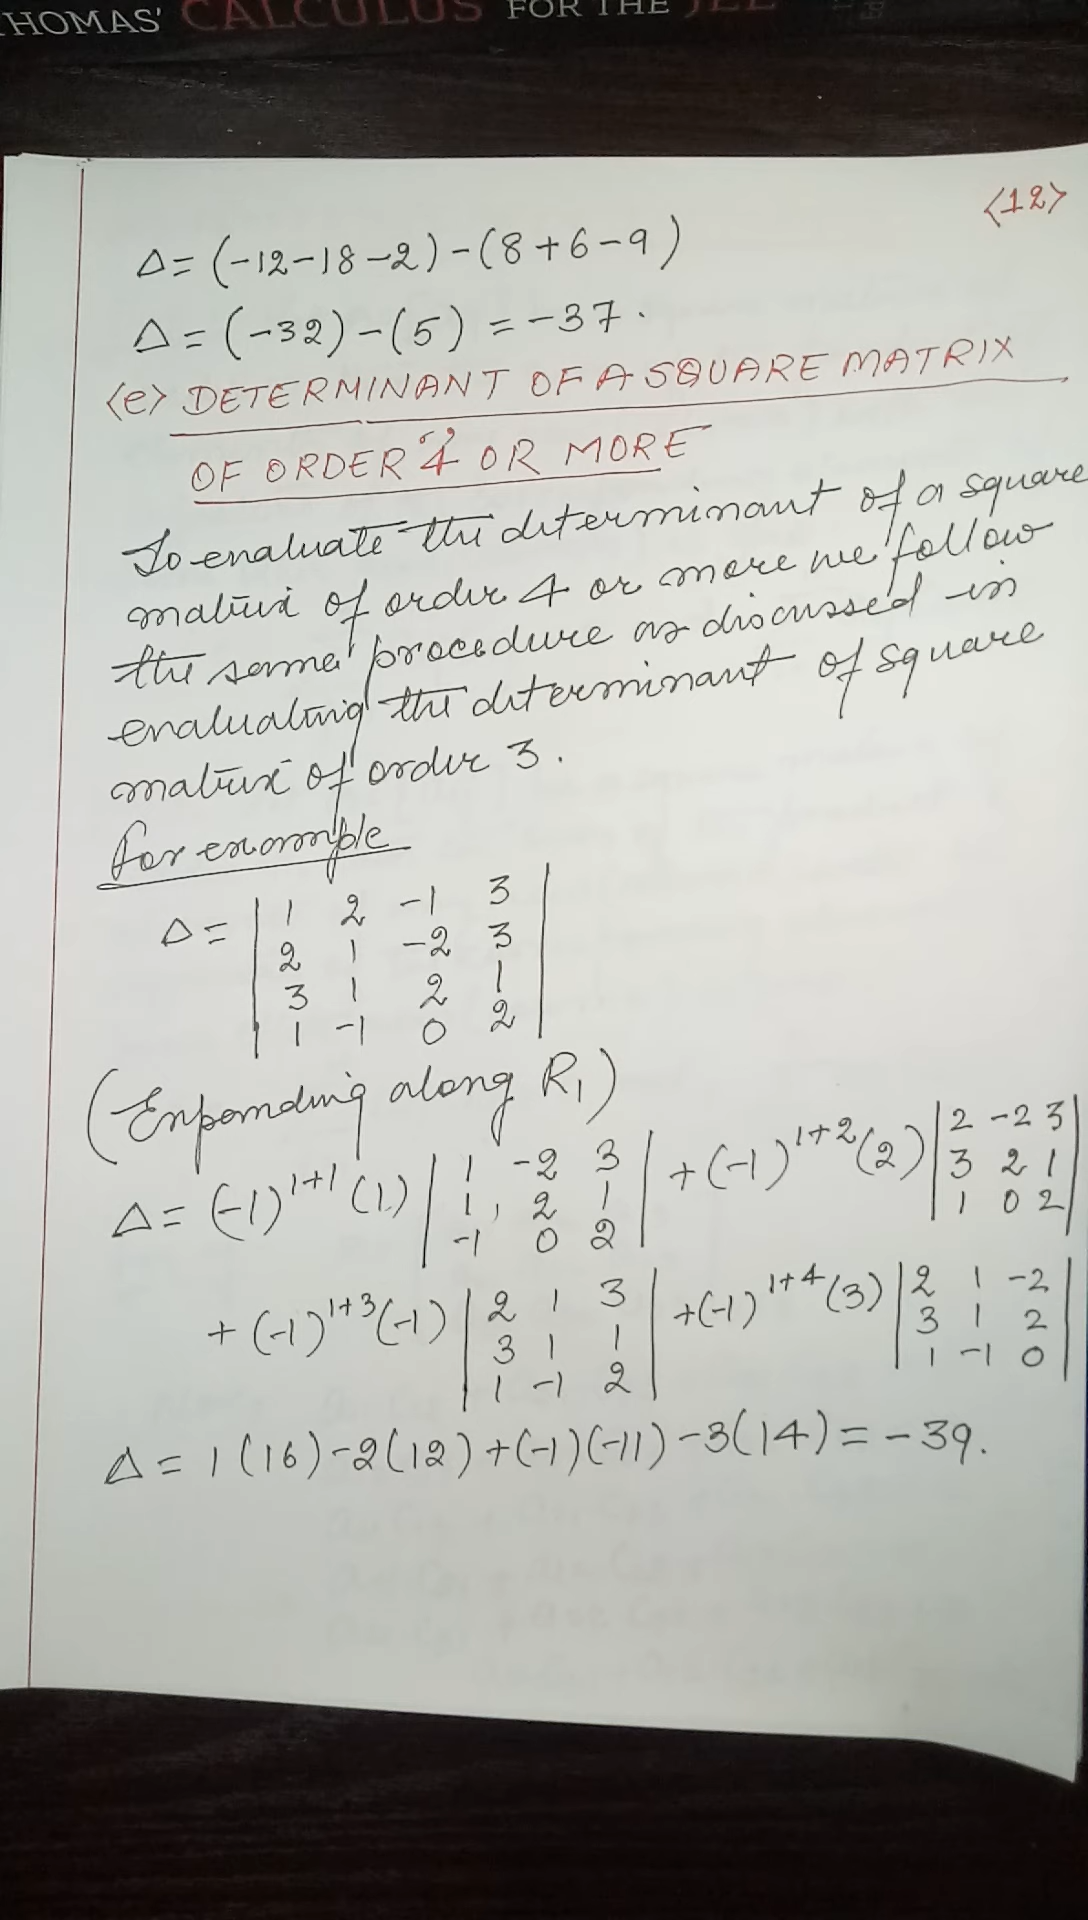 THOMAS' CALCULUS FOR THE JEE
<12>
Δ= (-12-18-2)-(8+6-9)
Δ= (-32)-(5) = -37.
<e> DETERMINANT OF A SQUARE MATRIX
OF ORDER 4 OR MORE
To evaluate the determinant of a square
matrix of order 4 or more we follow
the same procedure as discussed in
evaluating the determinant of square
matrix of order 3.
for example
Δ= | 1 2 -1 3 |
| 2 1 -2 3 |
| 3 1 2 1 |
| 1 -1 0 2 |
(Expanding along R₁)
Δ= (-1)¹⁺¹ (1) | 1 -2 3 | + (-1)¹⁺² (2) | 2 -2 3 |
| 1 2 1 | | 3 2 1 |
| -1 0 2 | | 1 0 2 |
+ (-1)¹⁺³ (-1) | 2 1 3 | + (-1)¹⁺⁴ (3) | 2 1 -2 |
| 3 1 1 | | 3 1 2 |
| 1 -1 2 | | 1 -1 0 |
Δ = 1(16)-2(12)+(-1)(-11)-3(14) = -39.